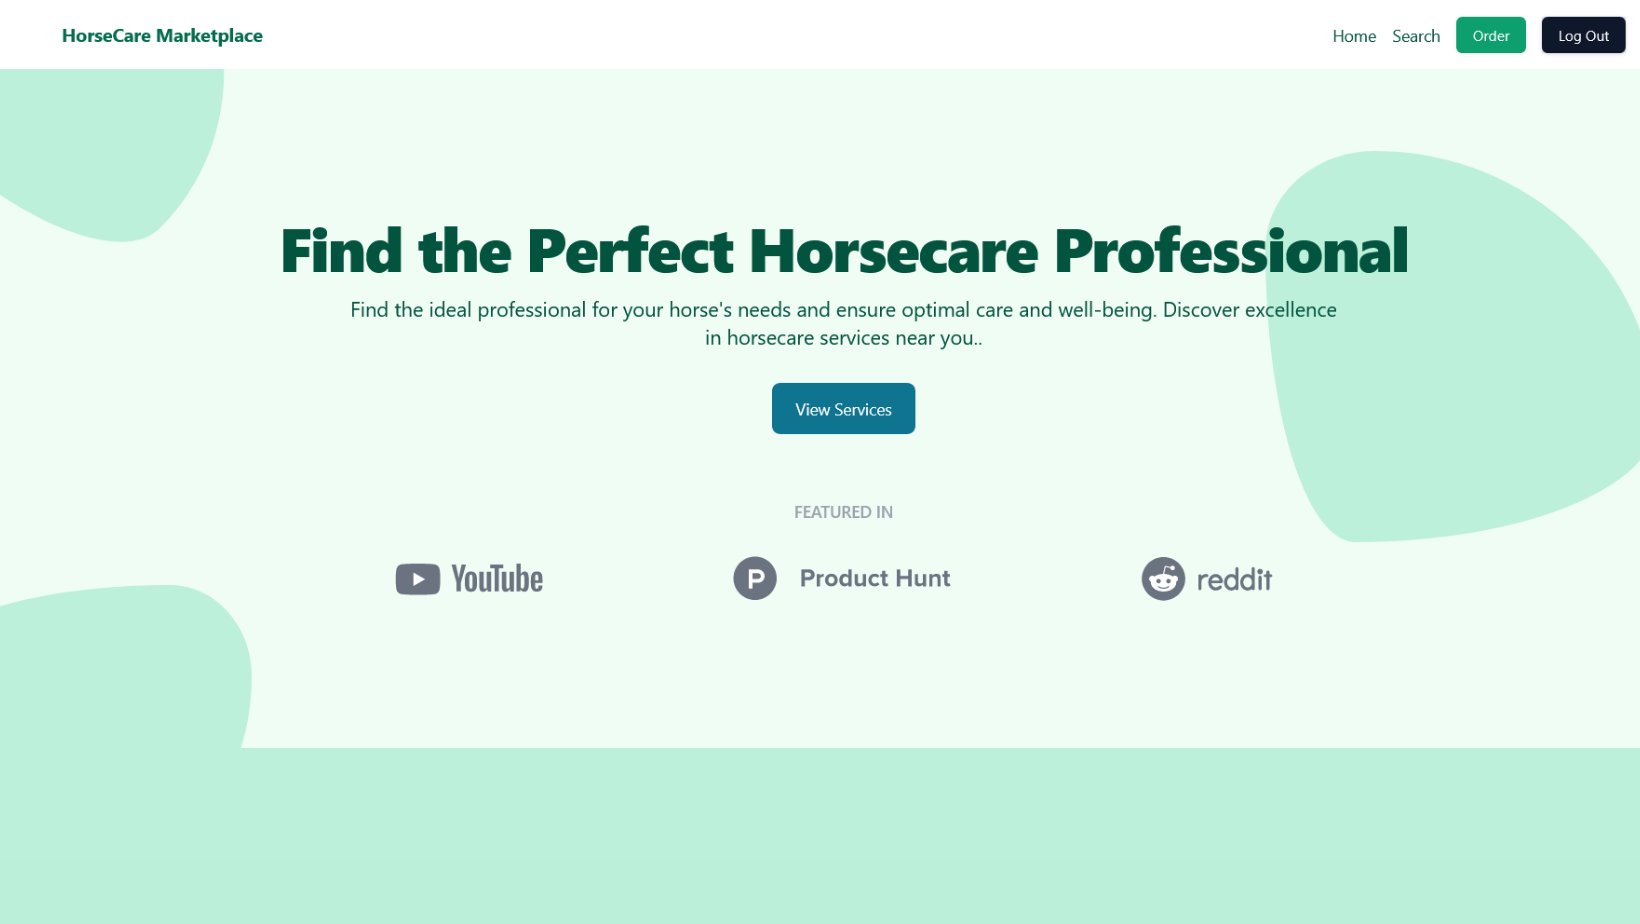 HorseCare Marketplace
Home
Search
Order
Log Out
Find the Perfect Horsecare Professional
Find the ideal professional for your horse's needs and ensure optimal care and well-being. Discover excellence
in horsecare services near you..
View Services
FEATURED IN
YouTube
P Product Hunt
reddit